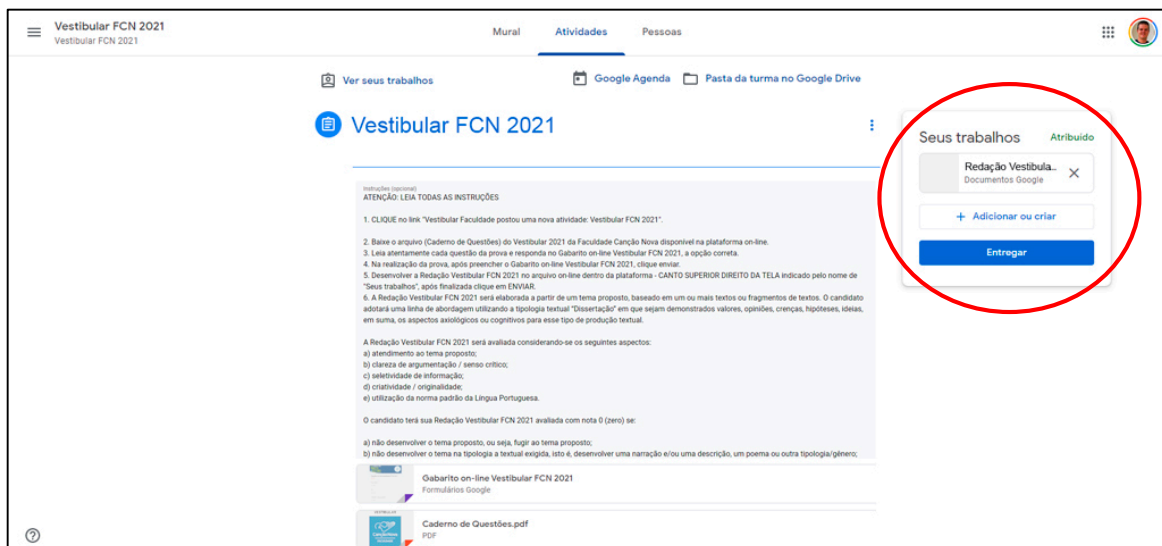 Vestibular FCN 2021
Vestibular FCN 2021
Mural
Atividades
Pessoas
Ver seus trabalhos
Google Agenda
Pasta da turma no Google Drive
Vestibular FCN 2021
Instruções (opcional)
ATENÇÃO: LEIA TODAS AS INSTRUÇÕES
1. CLIQUE no link "Vestibular Faculdade postou uma nova atividade: Vestibular FCN 2021".
2. Baixe o arquivo (Caderno de Questões) do Vestibular 2021 da Faculdade Canção Nova disponível na plataforma on-line.
3. Leia atentamente cada questão da prova e responda no Gabarito on-line Vestibular FCN 2021, a opção correta.
4. Na realização da prova, após preencher o Gabarito on-line Vestibular FCN 2021, clique enviar.
5. Desenvolver a Redação Vestibular FCN 2021 no arquivo on-line dentro da plataforma - CANTO SUPERIOR DIREITO DA TELA indicado pelo nome de
"Seus trabalhos", após finalizada clique em ENVIAR.
6. A Redação Vestibular FCN 2021 será elaborada a partir de um tema proposto, baseado em um ou mais textos ou fragmentos de textos. O candidato
adotará uma linha de abordagem utilizando a tipologia textual "Dissertação" em que sejam demonstrados valores, opiniões, crenças, hipóteses, ideias,
em suma, os aspectos axiológicos ou cognitivos para esse tipo de produção textual.
A Redação Vestibular FCN 2021 será avaliada considerando-se os seguintes aspectos:
a) atendimento ao tema proposto;
b) clareza de argumentação / senso crítico;
c) seletividade de informação;
d) criatividade / originalidade;
e) utilização da norma padrão da Língua Portuguesa.
O candidato terá sua Redação Vestibular FCN 2021 avaliada com nota 0 (zero) se:
a) não desenvolver o tema proposto, ou seja, fugir ao tema proposto;
b) não desenvolver o tema na tipologia a textual exigida, isto é, desenvolver uma narração e/ou uma descrição, um poema ou outra tipologia/gênero;
Gabarito on-line Vestibular FCN 2021
Formulários Google
Caderno de Questões.pdf
PDF
Seus trabalhos
Atribuído
Redação Vestibula...
Documentos Google
+ Adicionar ou criar
Entregar